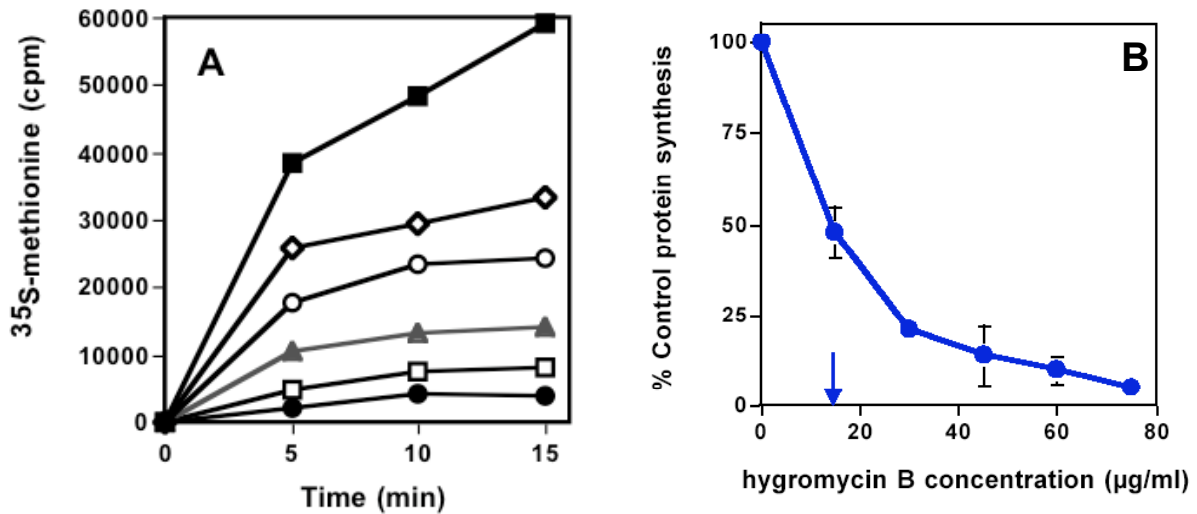 A
³⁵S-methionine (cpm)
60000
50000
40000
30000
20000
10000
0
0 5 10 15
Time (min)
B
% Control protein synthesis
100
75
50
25
0
0 20 40 60 80
hygromycin B concentration (µg/ml)